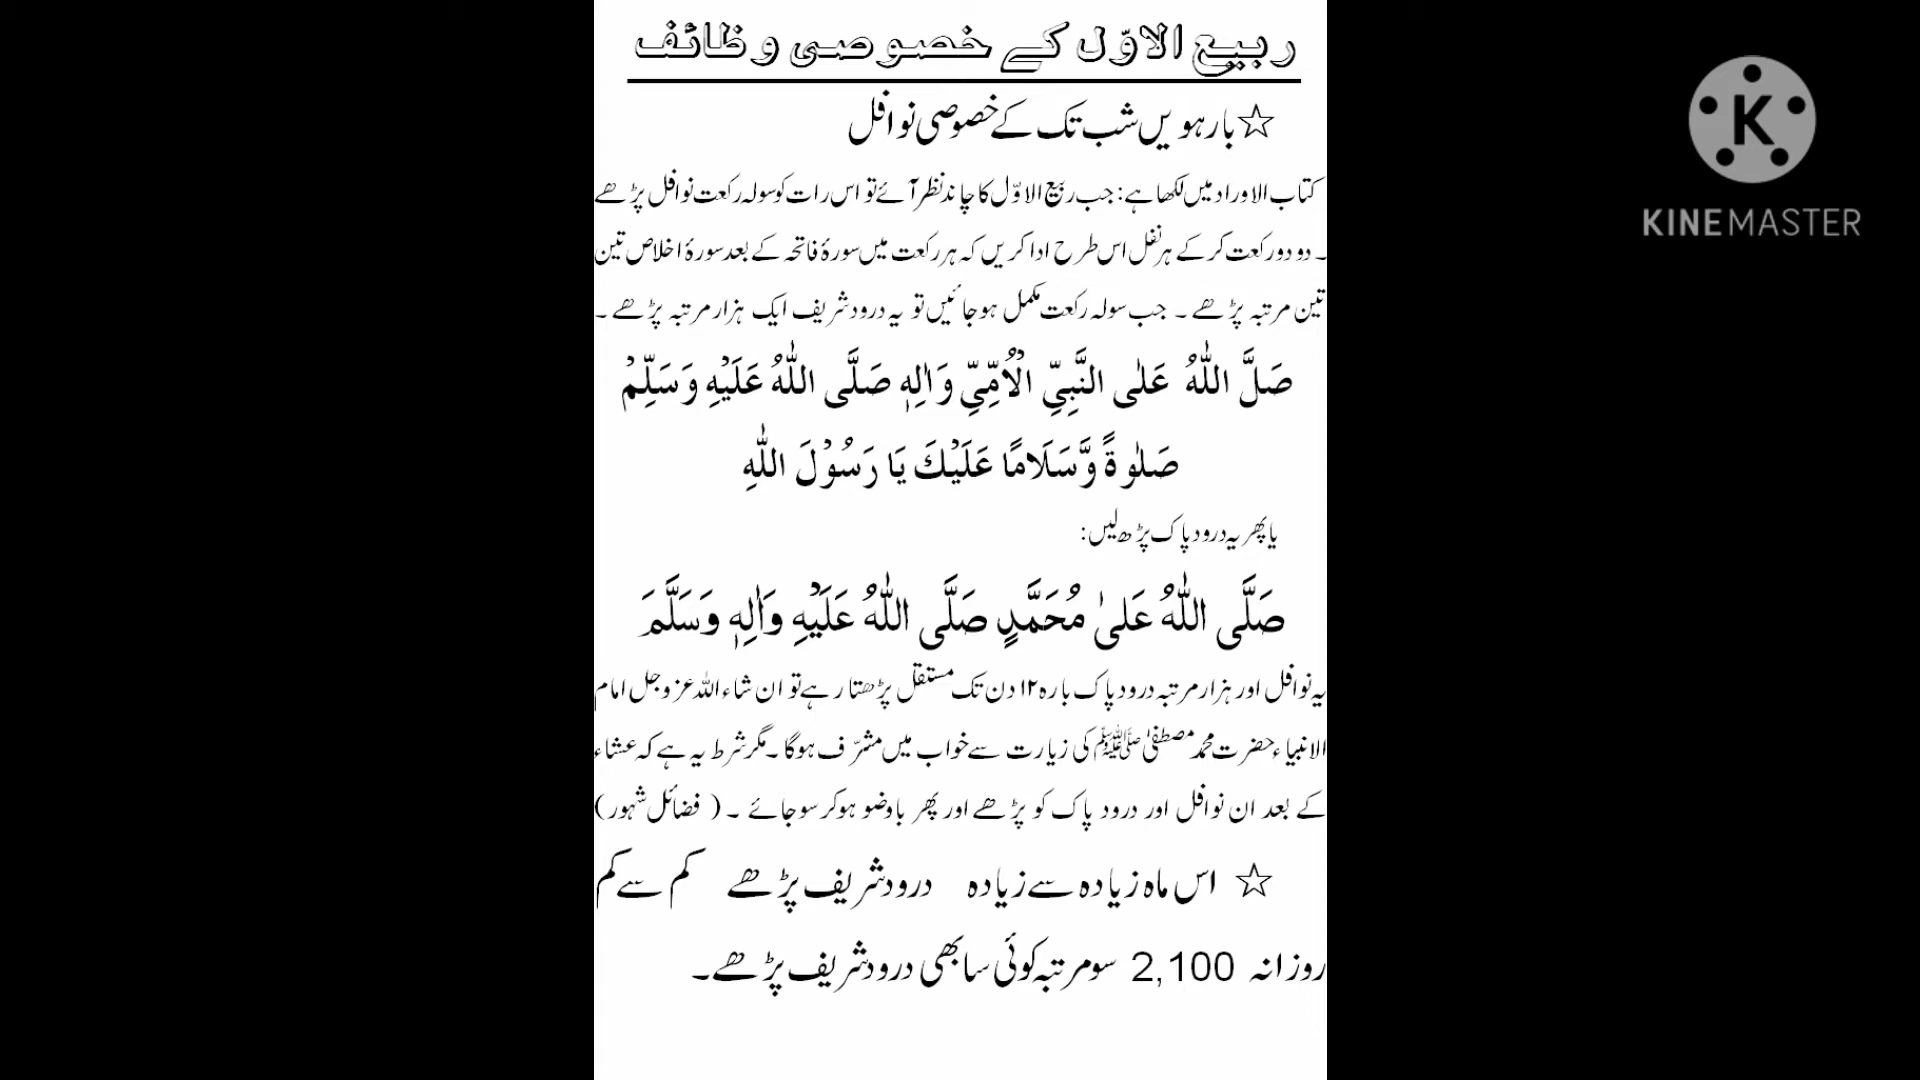 ربیع الاوّل کے خصوصی وظائف
☆بارہویں شب تک کے خصوصی نوافل
کتاب الاوراد میں لکھا ہے: جب ربیع الاوّل کا چاند نظر آئے تو اس رات کو سولہ رکعت نوافل پڑھے
۔ دو دو رکعت کر کے ہر نفل اس طرح ادا کریں کہ ہر رکعت میں سورۂ فاتحہ کے بعد سورۂ اخلاص تین
تین مرتبہ پڑھے ۔ جب سولہ رکعت مکمل ہو جائیں تو یہ درود شریف ایک ہزار مرتبہ پڑھے ۔
صَلَّ اللّٰهُ عَلٰى النَّبِيِّ الْاُمِّيِّ وَاٰلِهٖ صَلَّى اللّٰهُ عَلَيْهِ وَسَلِّمْ
صَلٰوةً وَّسَلَامًا عَلَيْكَ يَا رَسُوْلَ اللّٰهِ
یا پھر یہ درود پاک پڑھ لیں:
صَلَّى اللّٰهُ عَلىٰ مُحَمَّدٍ صَلَّى اللّٰهُ عَلَيْهِ وَاٰلِهٖ وَسَلَّمَ
یہ نوافل اور ہزار مرتبہ درود پاک بارہ ۱۲ دن تک مستقل پڑھتا رہے تو ان شاء اللہ عزوجل امام
الانبیاء حضرت محمد مصطفیٰ ﷺ کی زیارت سے خواب میں مشرّف ہوگا ۔ مگر شرط یہ ہے کہ عشاء
کے بعد ان نوافل اور درود پاک کو پڑھے اور پھر باوضو ہوکر سو جائے ۔ ( فضائل شہور)
☆ اس ماہ زیادہ سے زیادہ درود شریف پڑھے کم سے کم
روزانہ 2,100 سو مرتبہ کوئی سا بھی درود شریف پڑھے ۔
K
KINEMASTER